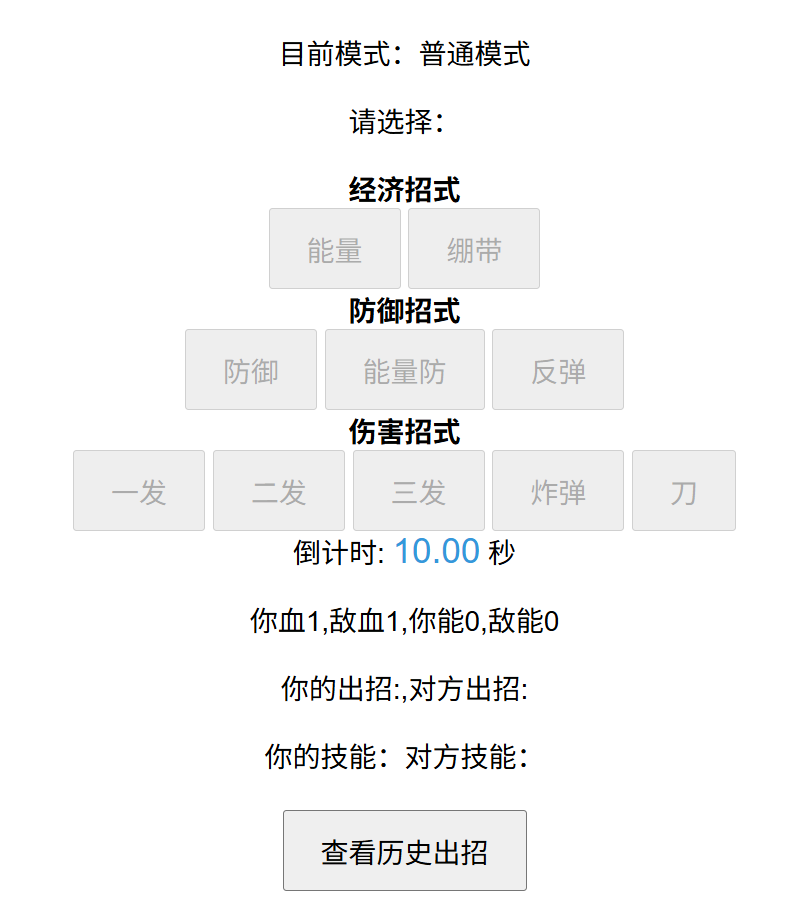 目前模式：普通模式
请选择：
经济招式
能量 绷带
防御招式
防御 能量防 反弹
伤害招式
一发 二发 三发 炸弹 刀
倒计时: 10.00 秒
你血1,敌血1,你能0,敌能0
你的出招:,对方出招:
你的技能：对方技能：
查看历史出招